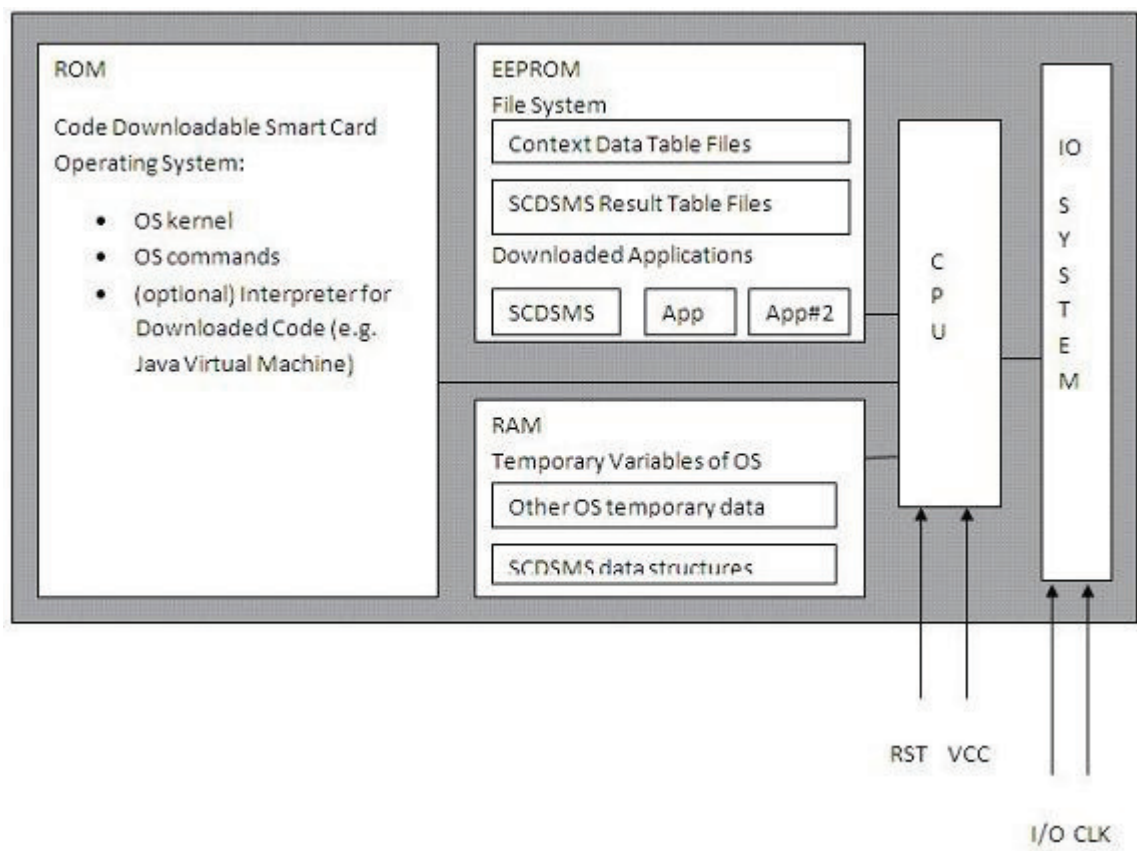 ROM
Code Downloadable Smart Card
Operating System:
• OS kernel
• OS commands
• (optional) Interpreter for
Downloaded Code (e.g.
Java Virtual Machine)
EEPROM
File System
Context Data Table Files
SCDSMS Result Table Files
Downloaded Applications
SCDSMS App App#2
RAM
Temporary Variables of OS
Other OS temporary data
SCDSMS data structures
C
P
U
IO
S
Y
S
T
E
M
RST VCC
I/O CLK